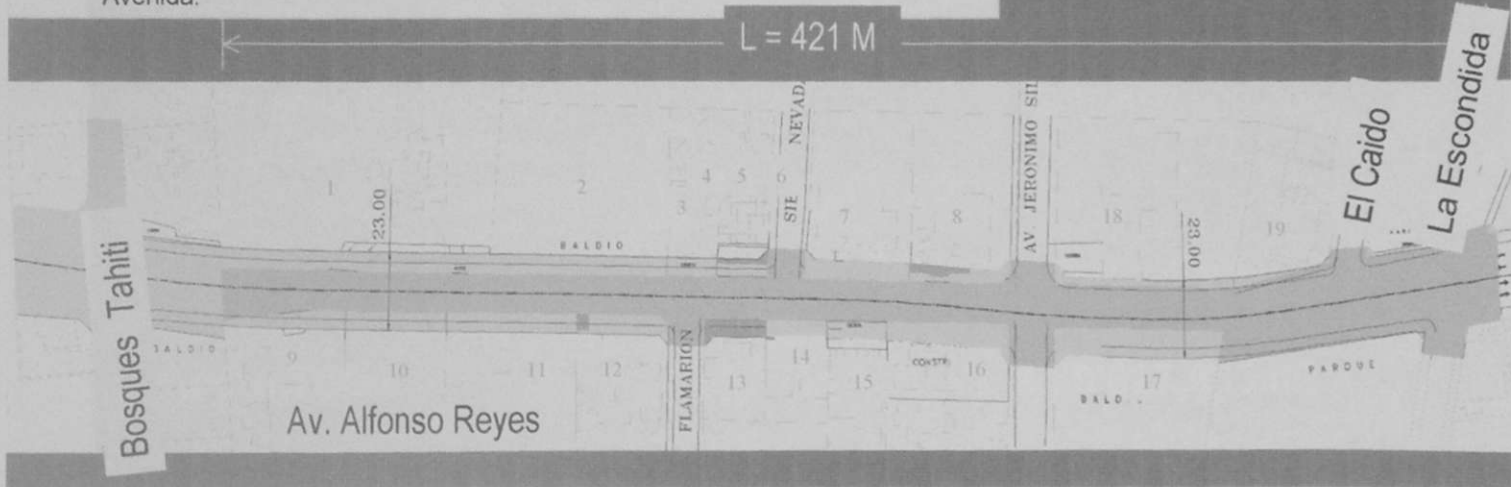 Avenida.
L = 421 M
NEVAD
SIE
AV. JERONIMO SIL
El Caido
La Escondida
1
2
3
4
5
6
7
8
18
19
23.00
23.00
BALDIO
Bosques Tahiti
BALDIO
9
10
11
12
FLAMARION
13
14
15
CONSTR
16
17
BALD
PARQUE
Av. Alfonso Reyes